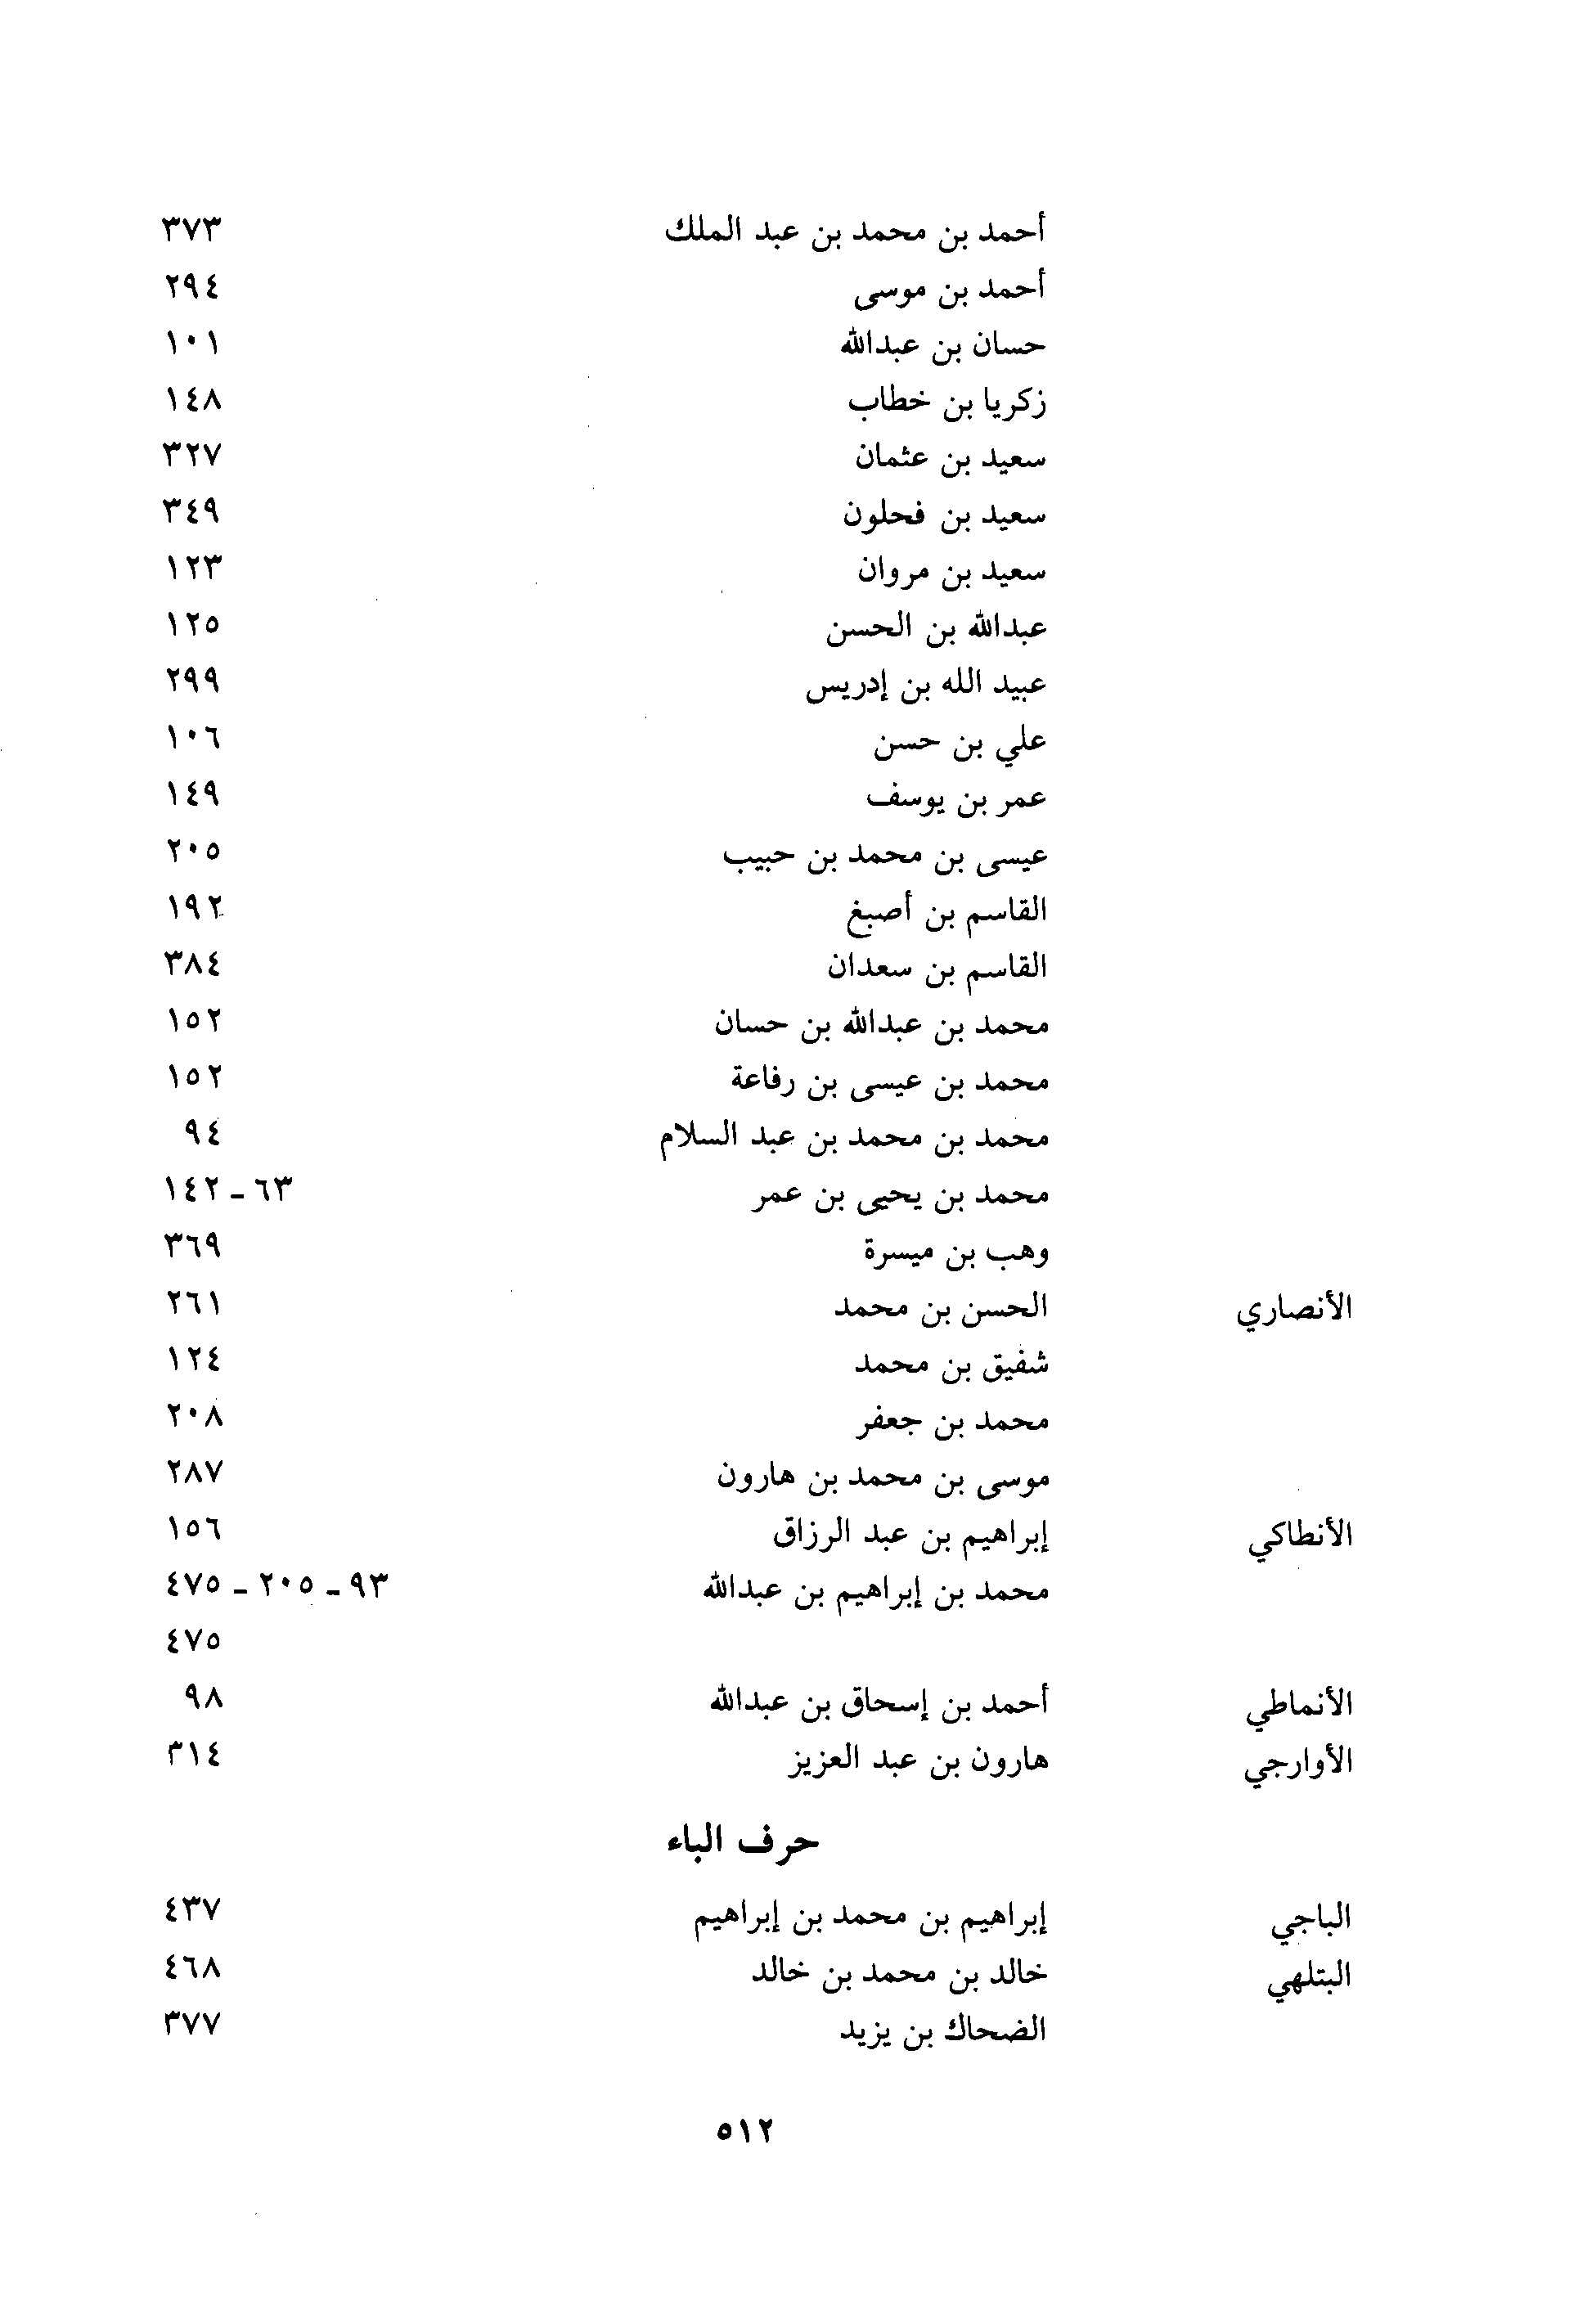 أحمد بن محمد بن عبد الملك ٣٧٣
أحمد بن موسى ٢٩٤
حسان بن عبدالله ١٠١
زكريا بن خطاب ١٤٨
سعيد بن عثمان ٣٢٧
سعيد بن فحلون ٣٤٩
سعيد بن مروان ١٢٣
عبدالله بن الحسن ١٢٥
عبيد الله بن إدريس ٢٩٩
علي بن حسن ١٠٦
عمر بن يوسف ١٤٩
عيسى بن محمد بن حبيب ٢٠٥
القاسم بن أصبغ ١٩٢
القاسم بن سعدان ٣٨٤
محمد بن عبدالله بن حسان ١٥٢
محمد بن عيسى بن رفاعة ١٥٢
محمد بن محمد بن عبد السلام ٩٤
محمد بن يحيى بن عمر ٦٣ - ١٤٢
وهب بن ميسرة ٣٦٩
الأنصاري الحسن بن محمد ٢٦١
شفيق بن محمد ١٢٤
محمد بن جعفر ٢٠٨
موسى بن محمد بن هارون ٢٨٧
الأنطاكي إبراهيم بن عبد الرزاق ١٥٦
محمد بن إبراهيم بن عبدالله ٩٣ - ٢٠٥ - ٤٧٥
٤٧٥
الأنماطي أحمد بن إسحاق بن عبدالله ٩٨
الأوارجي هارون بن عبد العزيز ٣١٤
حرف الباء
الباجي إبراهيم بن محمد بن إبراهيم ٤٣٧
البتلهي خالد بن محمد بن خالد ٤٦٨
الضحاك بن يزيد ٣٧٧
٥١٢